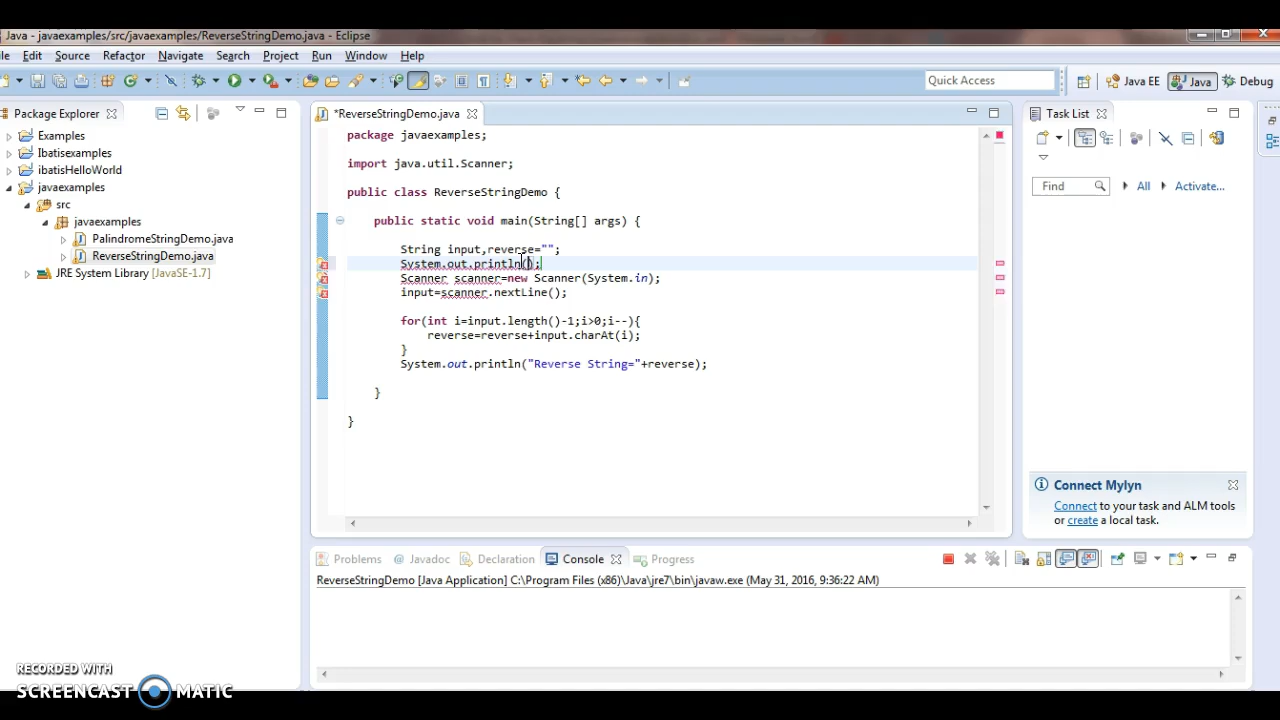 Java - javaexamples/src/javaexamples/ReverseStringDemo.java - Eclipse
ile Edit Source Refactor Navigate Search Project Run Window Help
Quick Access Java EE Java Debug
Package Explorer
Examples
Ibatisexamples
ibatisHelloWorld
javaexamples
src
javaexamples
PalindromeStringDemo.java
ReverseStringDemo.java
JRE System Library [JavaSE-1.7]
*ReverseStringDemo.java
package javaexamples;
import java.util.Scanner;
public class ReverseStringDemo {
public static void main(String[] args) {
String input,reverse="";
System.out.println();
Scanner scanner=new Scanner(System.in);
input=scanner.nextLine();
for(int i=input.length()-1;i>0;i--){
reverse=reverse+input.charAt(i);
}
System.out.println("Reverse String="+reverse);
}
}
Task List
Find All Activate...
Connect Mylyn
Connect to your task and ALM tools
or create a local task.
Problems @ Javadoc Declaration Console Progress
ReverseStringDemo [Java Application] C:\Program Files (x86)\Java\jre7\bin\javaw.exe (May 31, 2016, 9:36:22 AM)
RECORDED WITH
SCREENCAST MATIC